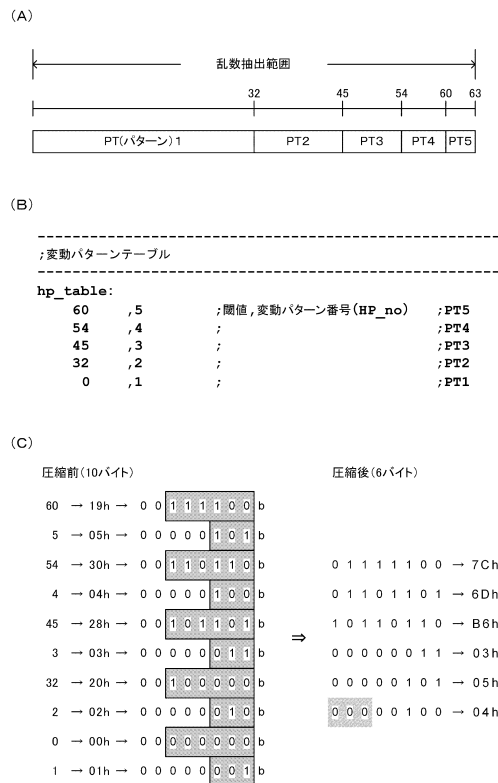 (A)
乱数抽出範囲
32 45 54 60 63
PT(パターン)1 PT2 PT3 PT4 PT5
(B)
;変動パターンテーブル
hp_table:
60 ,5 ;閾値,変動パターン番号(HP_no) ;PT5
54 ,4 ; ;PT4
45 ,3 ; ;PT3
32 ,2 ; ;PT2
0 ,1 ; ;PT1
(C)
圧縮前(10バイト) 圧縮後(6バイト)
60 → 19h → 0 0 1 1 1 1 0 0 b
5 → 05h → 0 0 0 0 0 1 0 1 b
54 → 30h → 0 0 1 1 0 1 1 0 b 0 1 1 1 1 1 0 0 → 7Ch
4 → 04h → 0 0 0 0 0 1 0 0 b 0 1 1 0 1 1 0 1 → 6Dh
45 → 28h → 0 0 1 0 1 1 0 1 b 1 0 1 1 0 1 1 0 → B6h
3 → 03h → 0 0 0 0 0 0 1 1 b ⇒ 0 0 0 0 0 0 1 1 → 03h
32 → 20h → 0 0 1 0 0 0 0 0 b 0 0 0 0 0 1 0 1 → 05h
2 → 02h → 0 0 0 0 0 0 1 0 b 0 0 0 0 0 1 0 0 → 04h
0 → 00h → 0 0 0 0 0 0 0 0 b
1 → 01h → 0 0 0 0 0 0 0 1 b